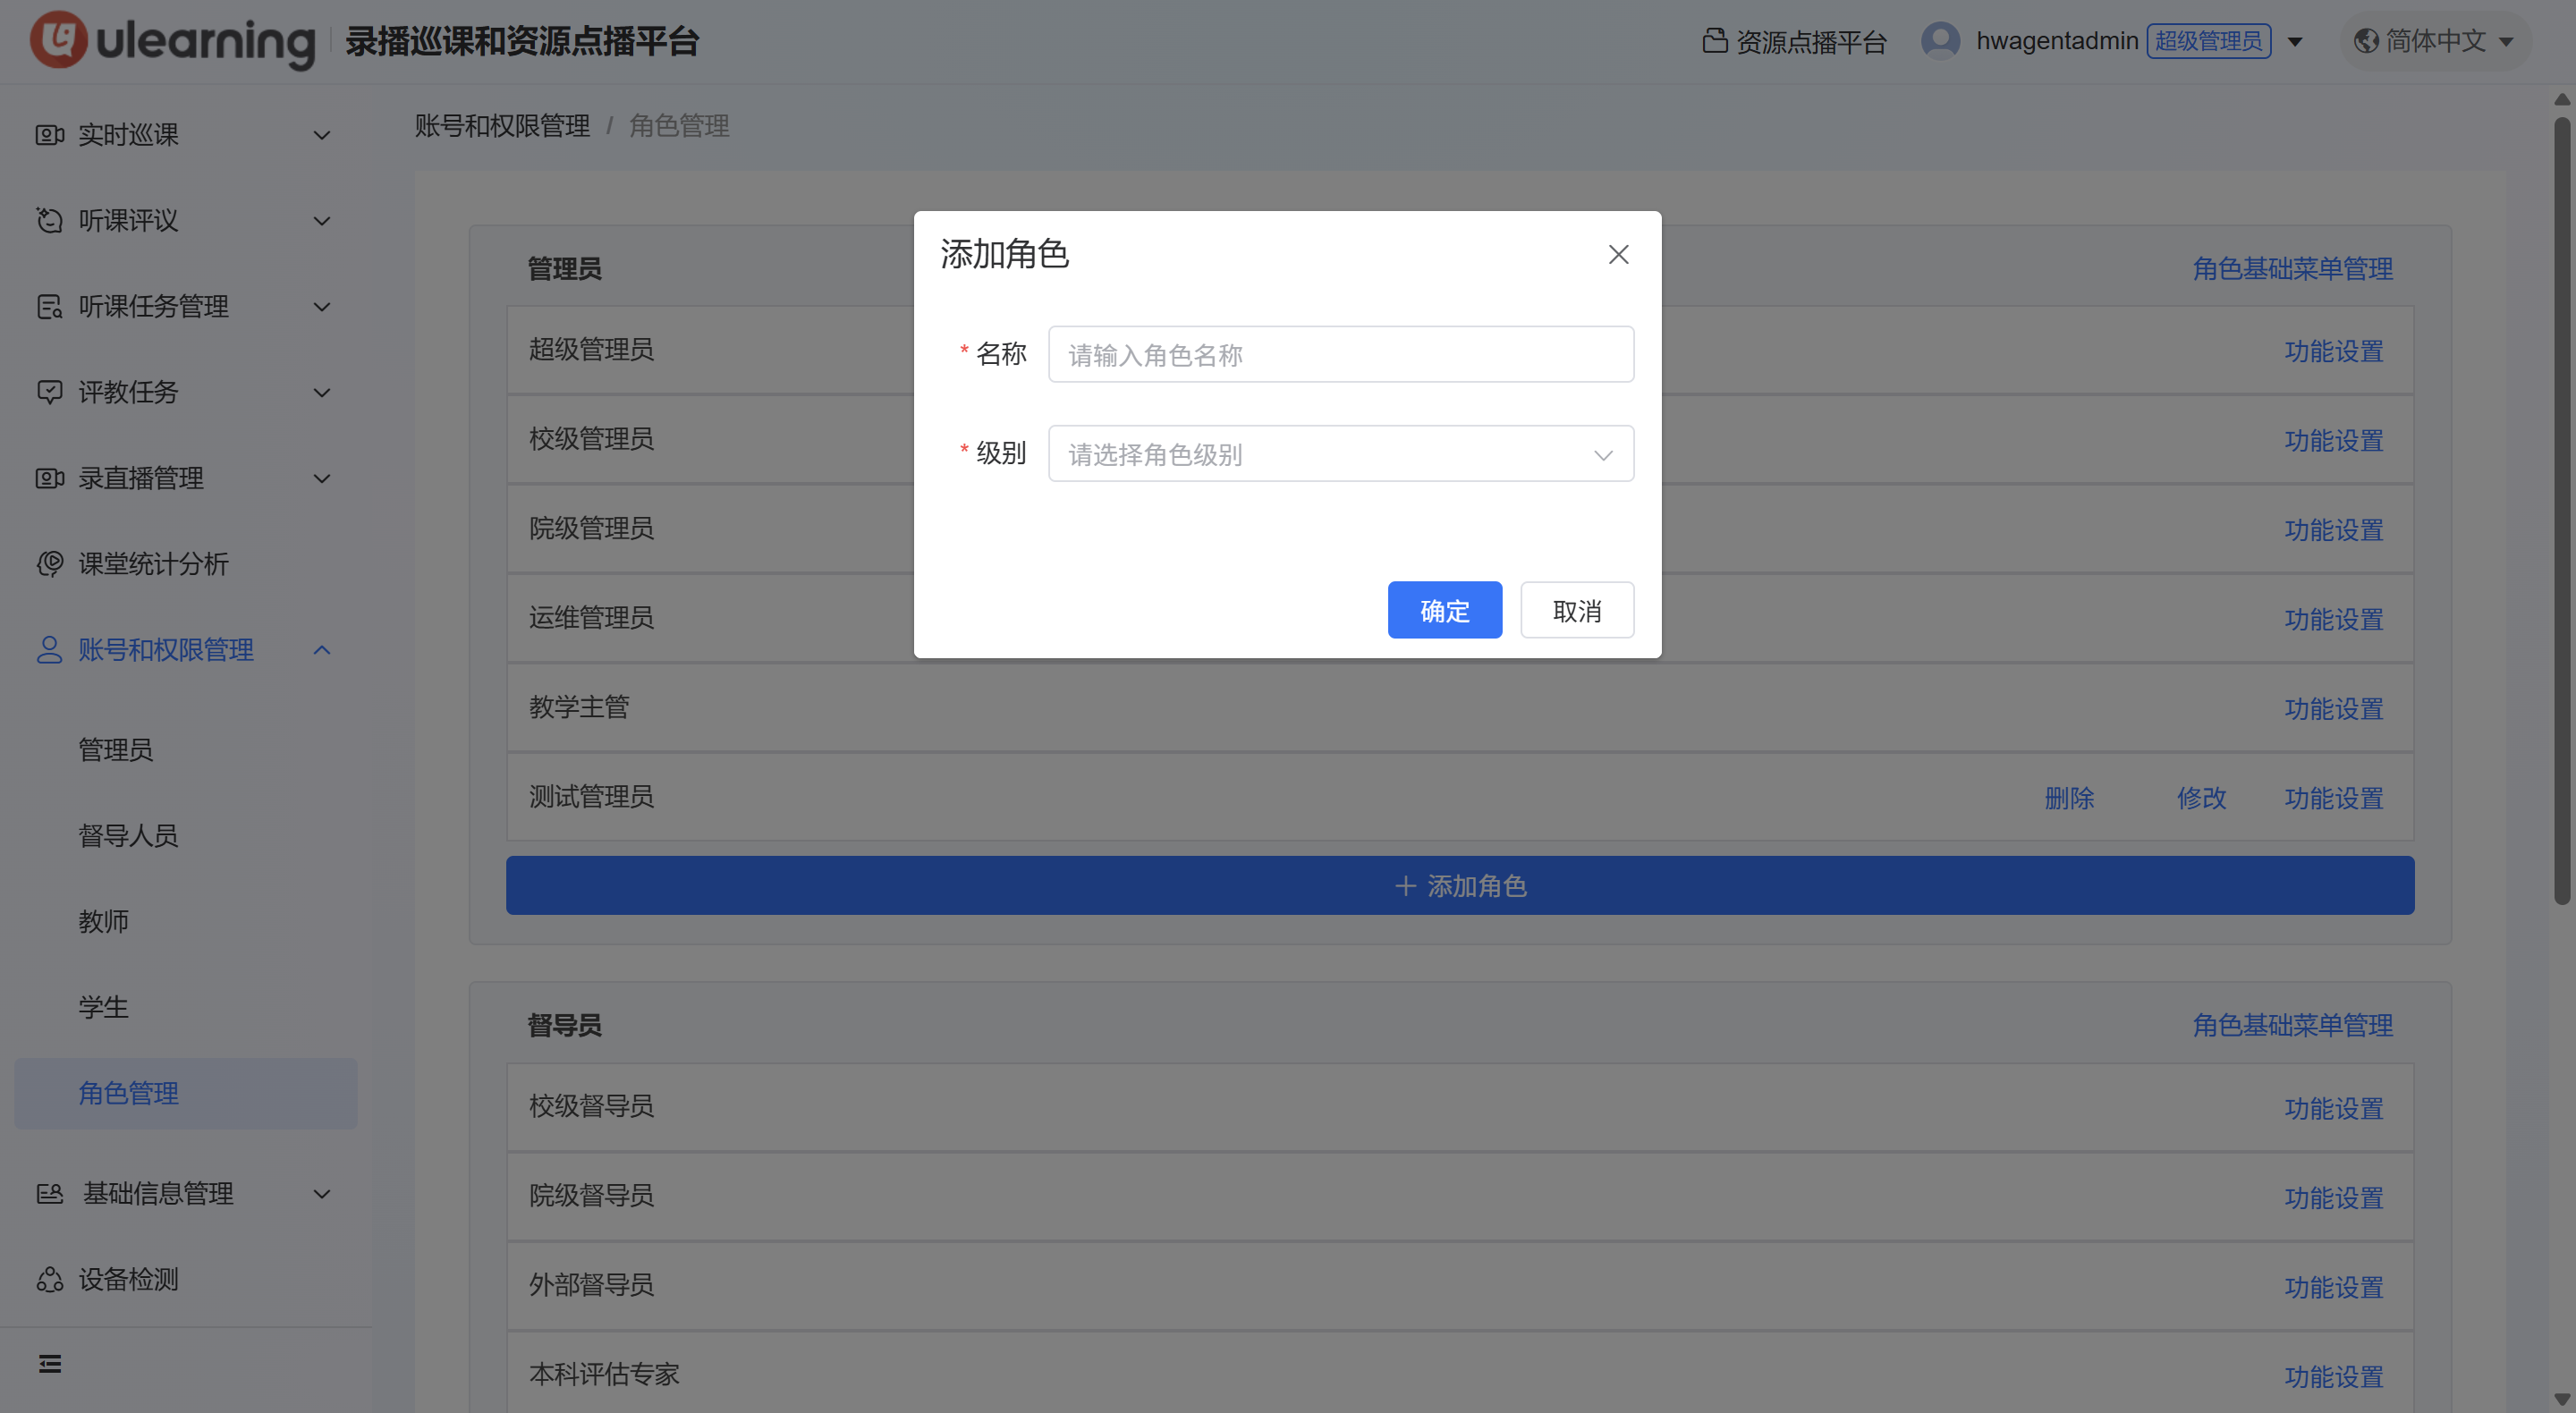 ulearning 录播巡课和资源点播平台 资源点播平台 hwagentadmin 超级管理员 简体中文
实时巡课
听课评议
听课任务管理
评教任务
录直播管理
课堂统计分析
账号和权限管理
管理员
督导人员
教师
学生
角色管理
基础信息管理
设备检测
账号和权限管理 / 角色管理
管理员 角色基础菜单管理
超级管理员 功能设置
校级管理员 功能设置
院级管理员 功能设置
运维管理员 功能设置
教学主管 功能设置
测试管理员 删除 修改 功能设置
添加角色
督导员 角色基础菜单管理
校级督导员 功能设置
院级督导员 功能设置
外部督导员 功能设置
本科评估专家 功能设置
添加角色
* 名称 请输入角色名称
* 级别 请选择角色级别
确定 取消